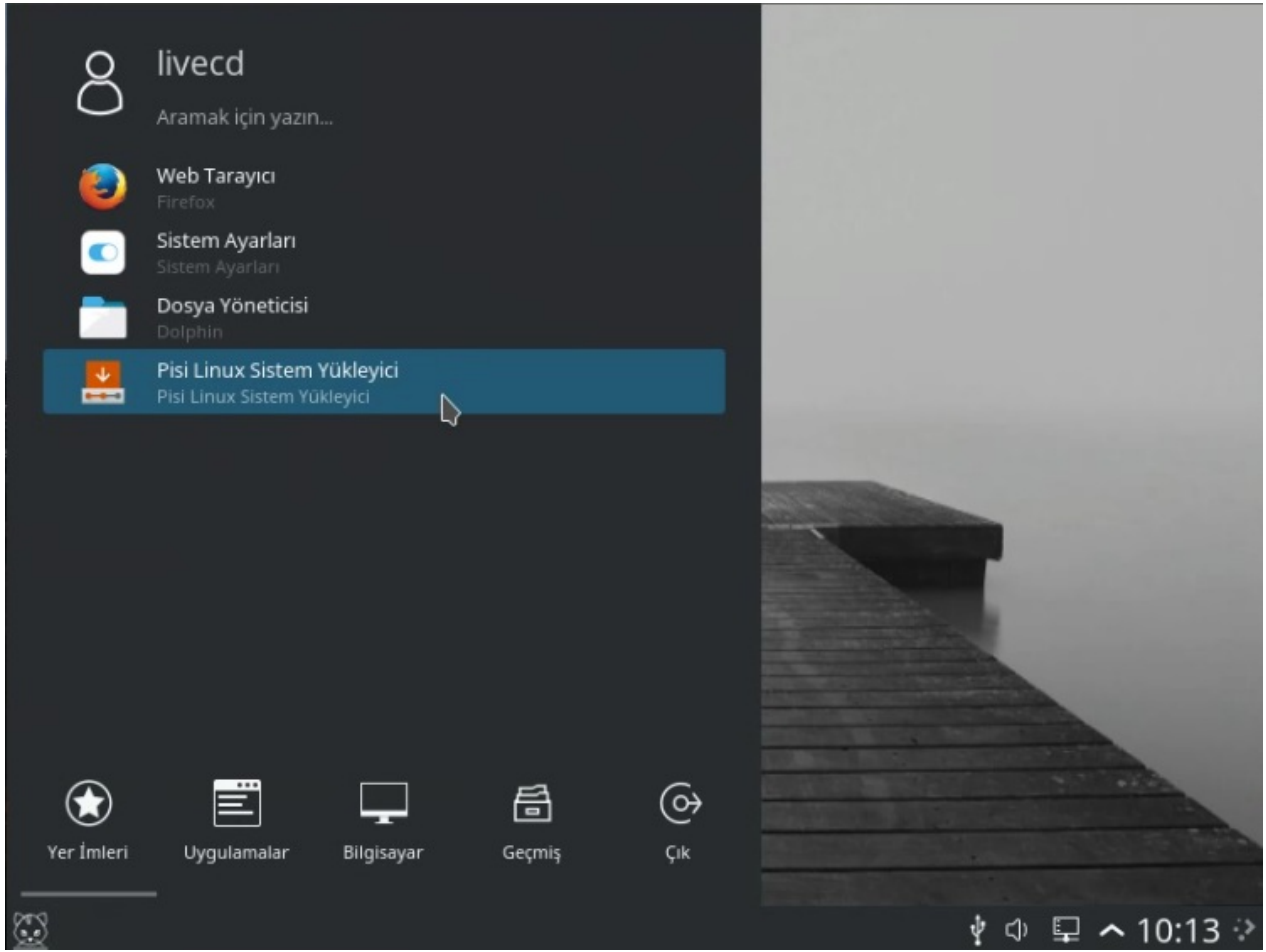 livecd
Aramak için yazın...
Web Tarayıcı
Firefox
Sistem Ayarları
Sistem Ayarları
Dosya Yöneticisi
Dolphin
Pisi Linux Sistem Yükleyici
Pisi Linux Sistem Yükleyici
Yer İmleri Uygulamalar Bilgisayar Geçmiş Çık
10:13